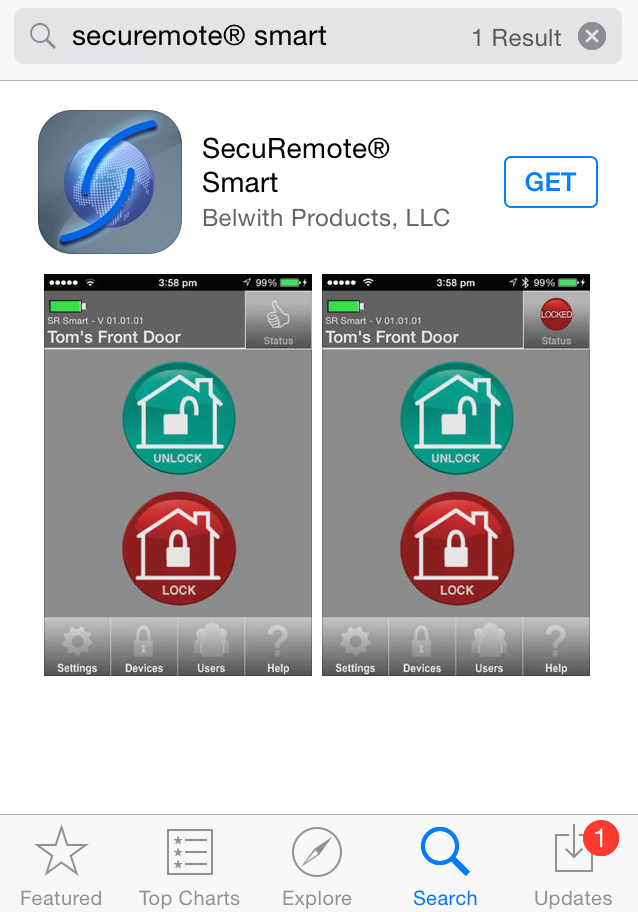 securemote® smart 1 Result
SecuRemote®
Smart
GET
Belwith Products, LLC
3:58 pm 99%
SR Smart - V 01.01.01
Tom's Front Door
Status
UNLOCK
LOCK
Settings Devices Users Help
3:58 pm 99%
SR Smart - V 01.01.01
Tom's Front Door
LOCKED
Status
UNLOCK
LOCK
Settings Devices Users Help
1
Featured Top Charts Explore Search Updates